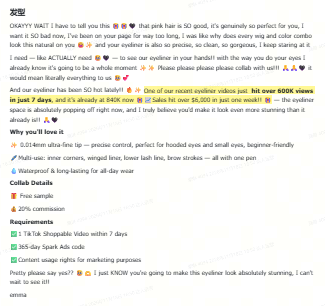 发型
OKAYYY WAIT I have to tell you this 😭😭🖤 that pink hair is SO good, it's genuinely so perfect for you, I
want it SO bad now, I've been on your page for way too long, I was like why does every wig and color combo
look this natural on you 😩✨ and your eyeliner is also so precise, so clean, so gorgeous, I keep staring at it
I need — like ACTUALLY need 😭🖤 — to see our eyeliner in your hands!! with the way you do your eyes I
already know it's going to be a whole moment ✨✨ Please please please please collab with us!!! 🙏🙏🖤 it
would mean literally everything to us 😭💕
And our eyeliner has been SO hot lately!! 🔥✨ One of our recent eyeliner videos just hit over 600K views
in just 7 days, and it's already at 840K now 🤯📈 Sales hit over $6,000 in just one week!! 😭 — the eyeliner
space is absolutely popping off right now, and I truly believe you'd make it look even more stunning than it
already is!! 🙏🖤
Why you'll love it
✨ 0.014mm ultra-fine tip — precise control, perfect for hooded eyes and small eyes, beginner-friendly
🖊️Multi-use: inner corners, winged liner, lower lash line, brow strokes — all with one pen
💧Waterproof & long-lasting for all-day wear
Collab Details
🎁 Free sample
💰20% commission
Requirements
✅1 TikTok Shoppable Video within 7 days
✅365-day Spark Ads code
✅Content usage rights for marketing purposes
Pretty please say yes?? 😭🫶 I just KNOW you're going to make this eyeliner look absolutely stunning, I can't
wait to see it!!
emma